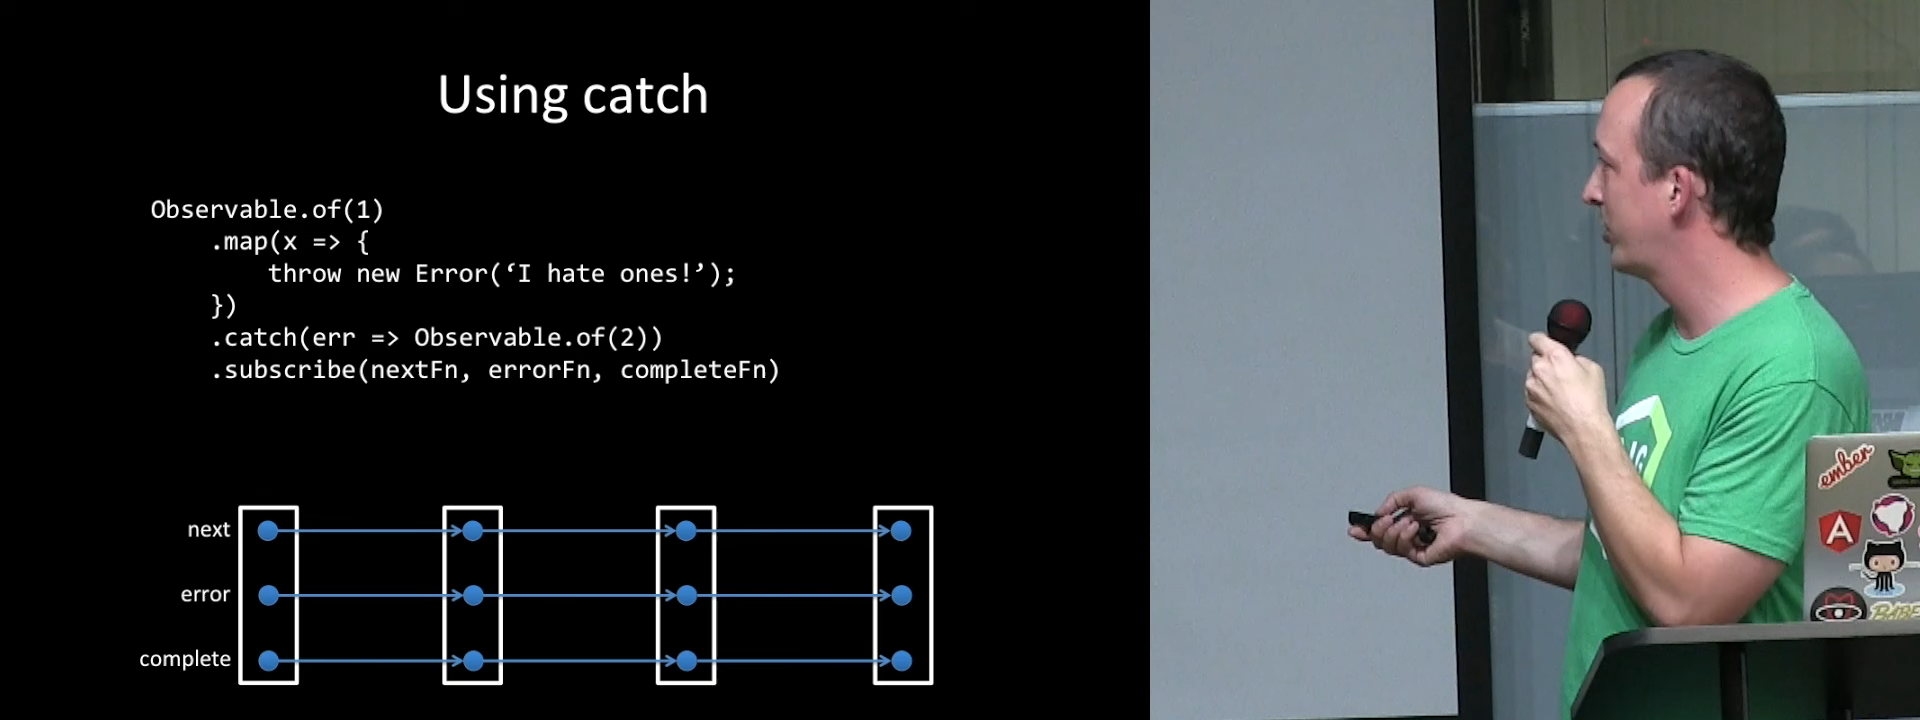 Using catch
Observable.of(1)
.map(x => {
throw new Error(‘I hate ones!’);
})
.catch(err => Observable.of(2))
.subscribe(nextFn, errorFn, completeFn)
next
error
complete
ember
A